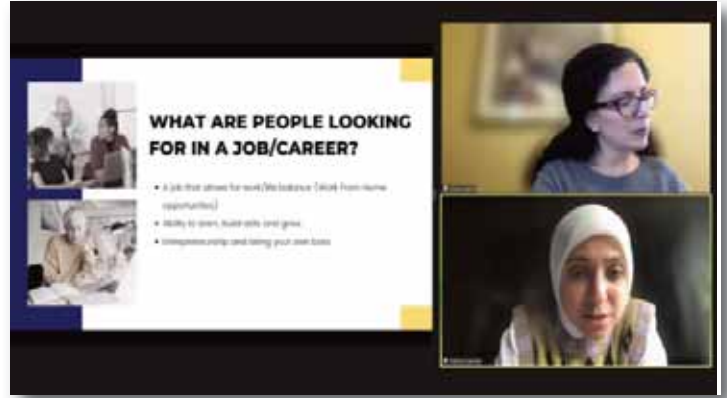 WHAT ARE PEOPLE LOOKING
FOR IN A JOB/CAREER?
• A job that allows for work/life balance (Work From Home
opportunities)
• Ability to learn, build skills and grow
• Entrepreneurship and being your own boss